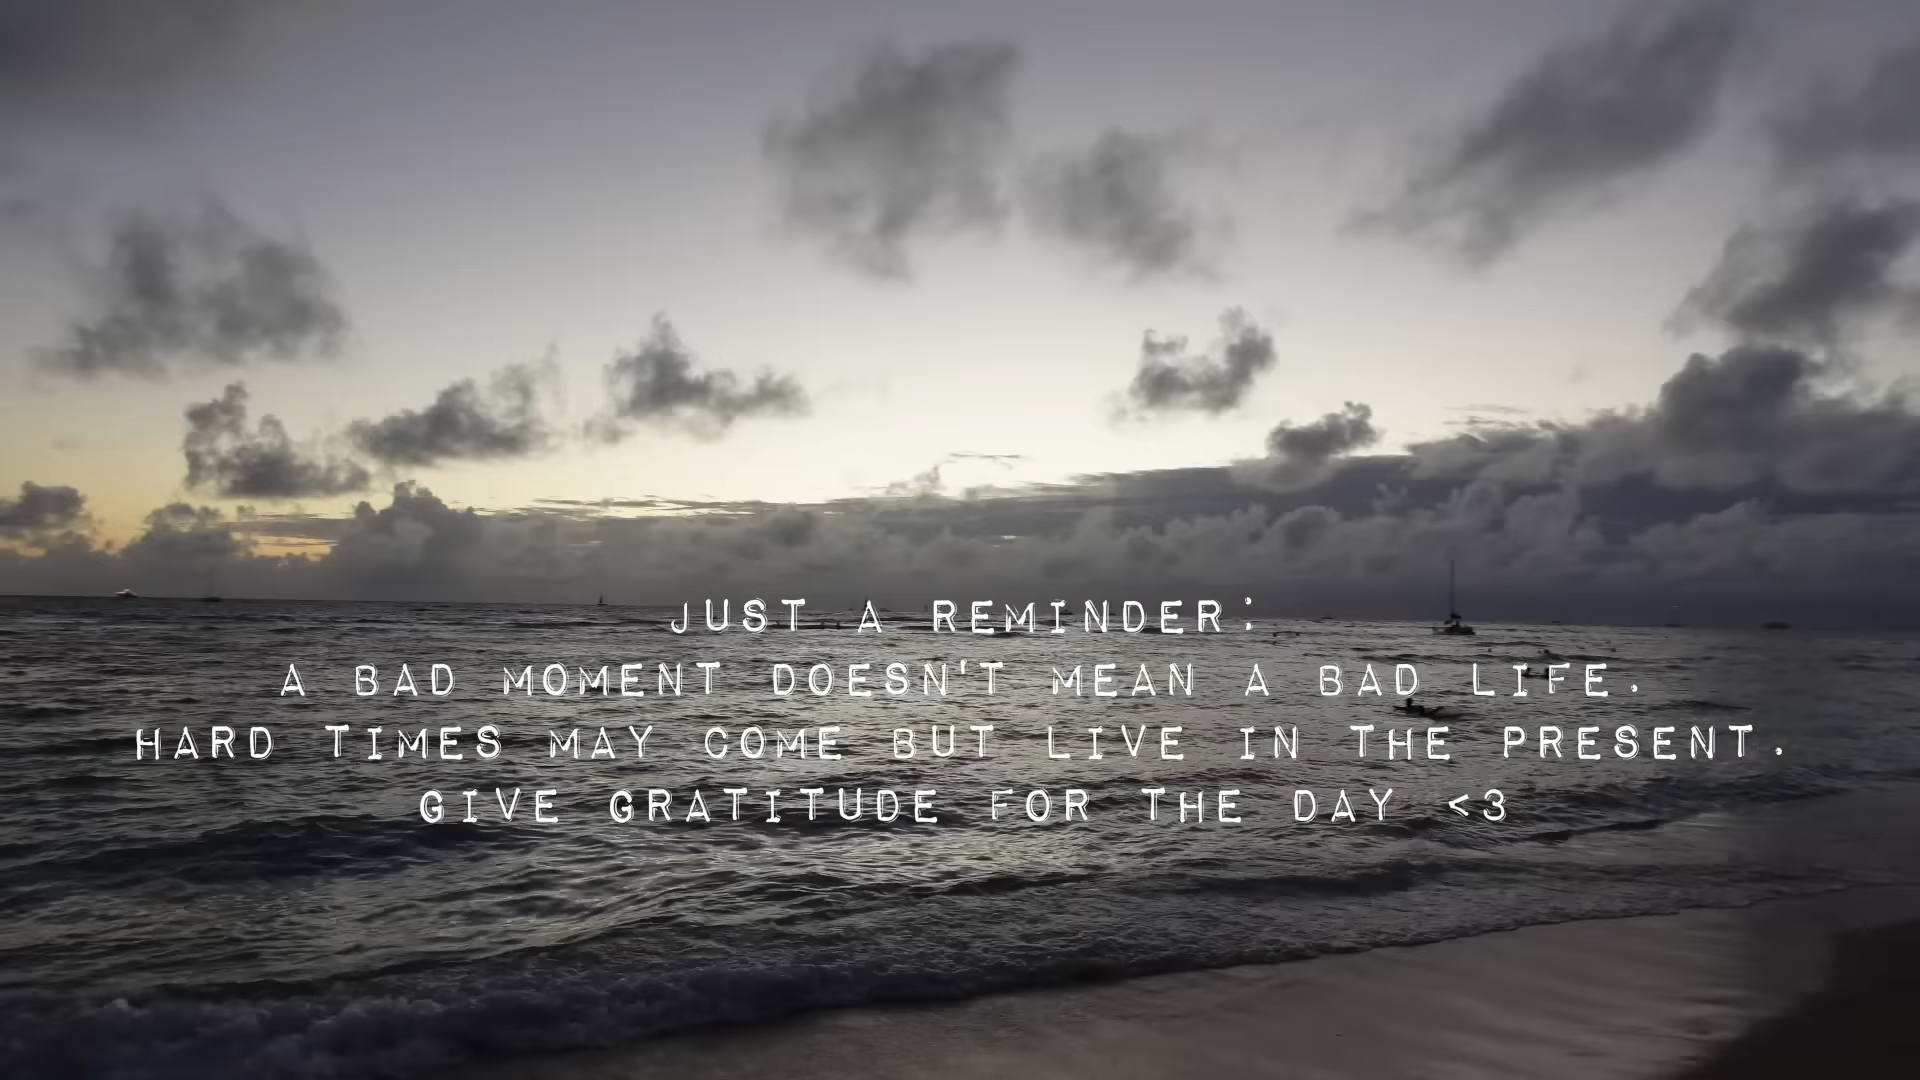 JUST A REMINDER:
A BAD MOMENT DOESN'T MEAN A BAD LIFE.
HARD TIMES MAY COME BUT LIVE IN THE PRESENT.
GIVE GRATITUDE FOR THE DAY <3